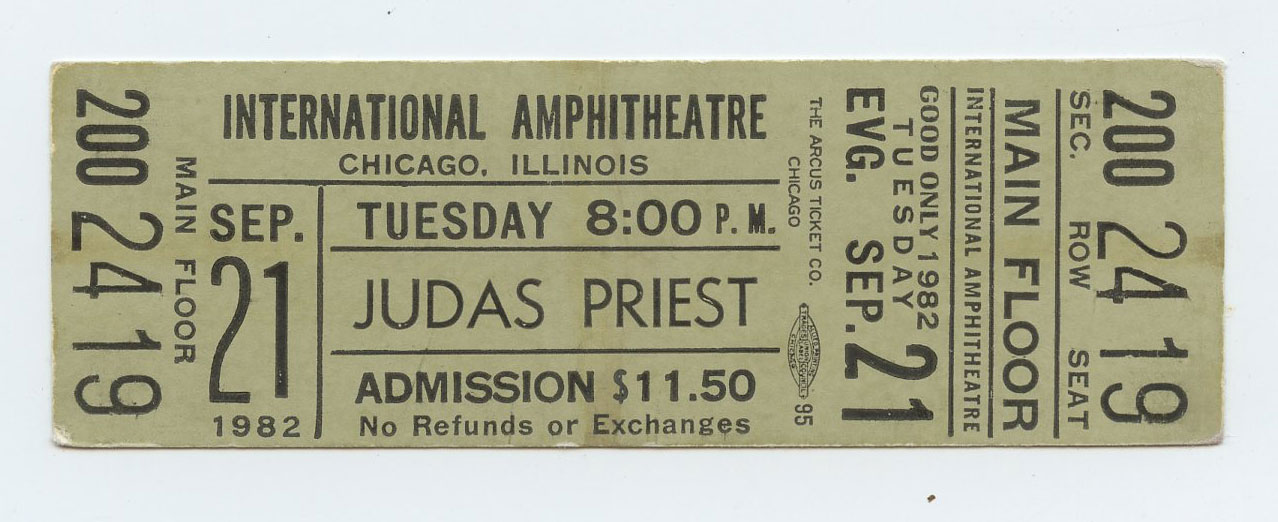 200 24 19
MAIN FLOOR
INTERNATIONAL AMPHITHEATRE
CHICAGO, ILLINOIS
SEP.
21
1982
TUESDAY 8:00 P.M.
JUDAS PRIEST
ADMISSION $11.50
No Refunds or Exchanges
THE ARCUS TICKET CO.
CHICAGO
95
EVG. SEP. 21
TUESDAY
GOOD ONLY 1982
INTERNATIONAL AMPHITHEATRE
MAIN FLOOR
SEC. ROW SEAT
200 24 19